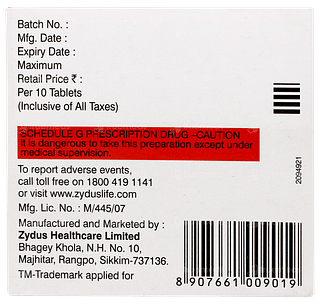 Batch No. :
Mfg. Date :
Expiry Date :
Maximum
Retail Price ₹ :
Per 10 Tablets
(Inclusive of All Taxes)
SCHEDULE G PRESCRIPTION DRUG - CAUTION
It is dangerous to take this preparation except under
medical supervision.
To report adverse events,
call toll free on 1800 419 1141
or visit www.zyduslife.com
Mfg. Lic. No. : M/445/07
Manufactured and Marketed by :
Zydus Healthcare Limited
Bhagey Khola, N.H. No. 10,
Majhitar, Rangpo, Sikkim-737136.
TM-Trademark applied for
2094921
8 907661 009019